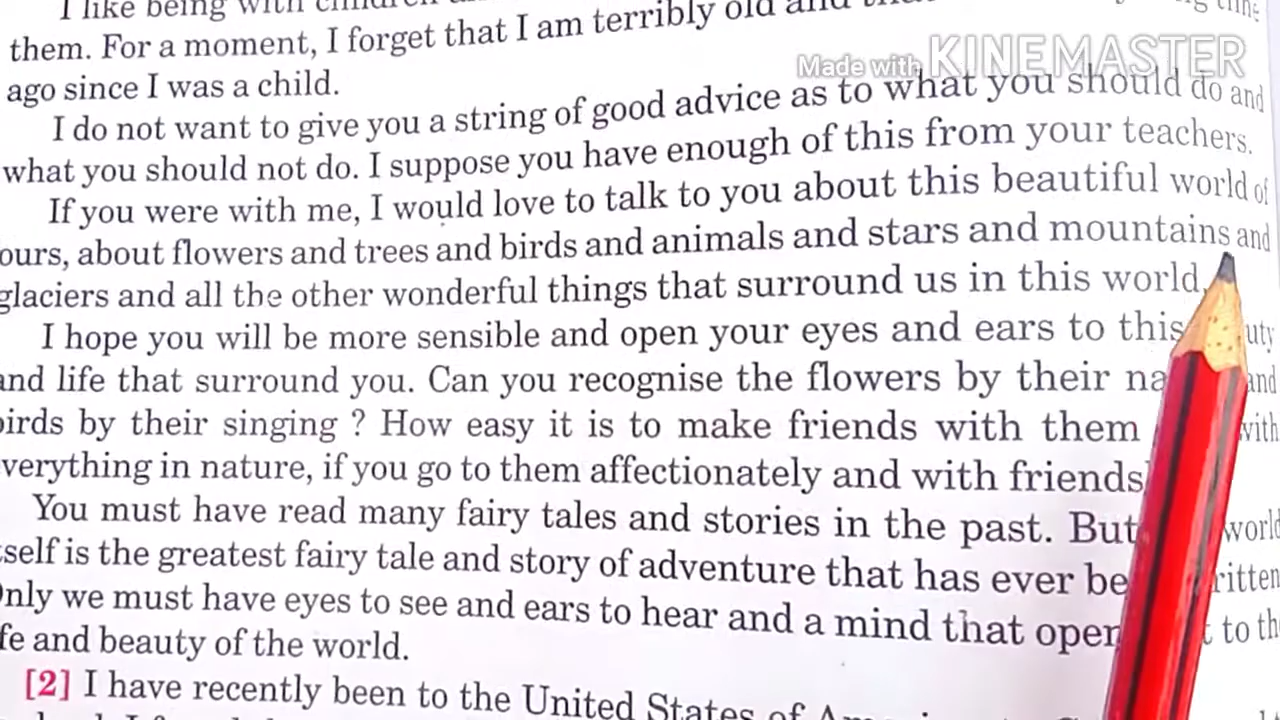 I like being with children
them. For a moment, I forget that I am terribly old and
ago since I was a child.
Made with KINEMASTER
I do not want to give you a string of good advice as to what you should do and
what you should not do. I suppose you have enough of this from your teachers.
If you were with me, I would love to talk to you about this beautiful world of
ours, about flowers and trees and birds and animals and stars and mountains and
glaciers and all the other wonderful things that surround us in this world.
I hope you will be more sensible and open your eyes and ears to this uty
and life that surround you. Can you recognise the flowers by their na and
irds by their singing ? How easy it is to make friends with them with
verything in nature, if you go to them affectionately and with friends
You must have read many fairy tales and stories in the past. But world
self is the greatest fairy tale and story of adventure that has ever be ritten
Only we must have eyes to see and ears to hear and a mind that open t to the
fe and beauty of the world.
[2] I have recently been to the United States of